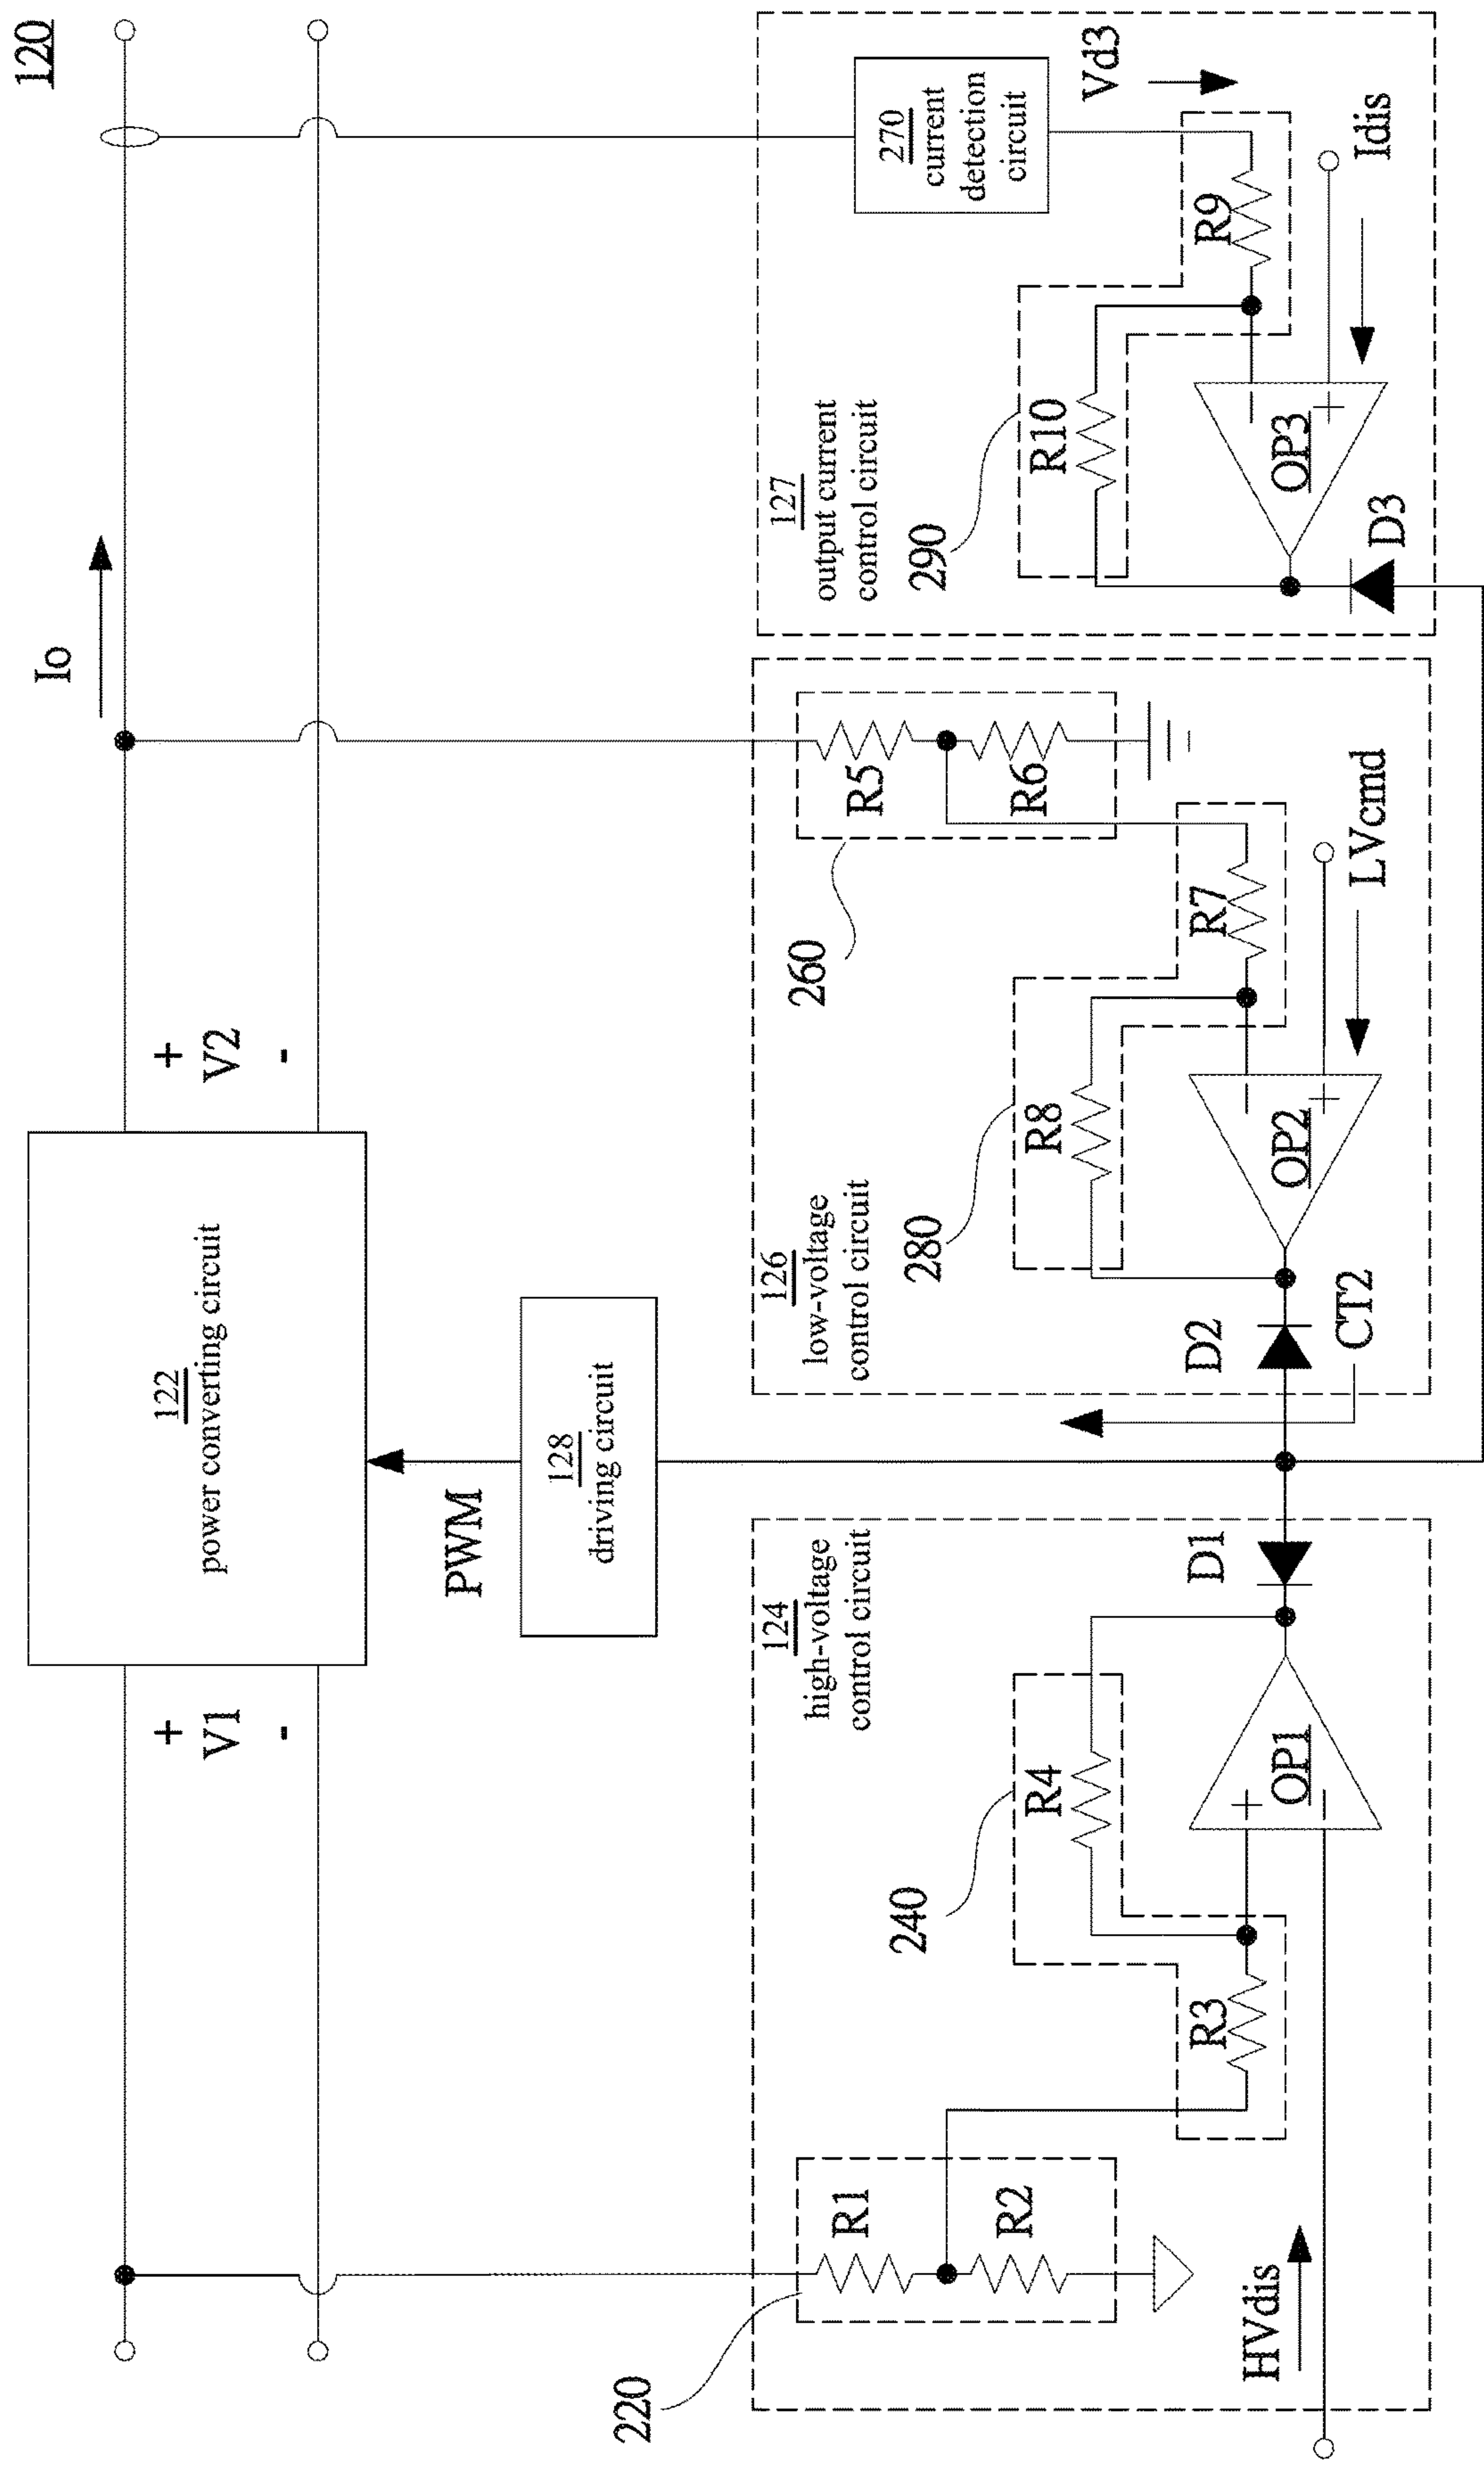 120
Io
+
V1
-
122
power converting circuit
+
V2
-
PWM
128
driving circuit
124
high-voltage
control circuit
220
R1
R2
240
R4
R3
+
-
OP1
D1
HVdis
126
low-voltage
control circuit
260
R5
R6
280
R8
R7
-
+
OP2
D2
CT2
LVcmd
127
output current
control circuit
270
current
detection
circuit
Vd3
290
R10
R9
-
+
OP3
D3
Idis